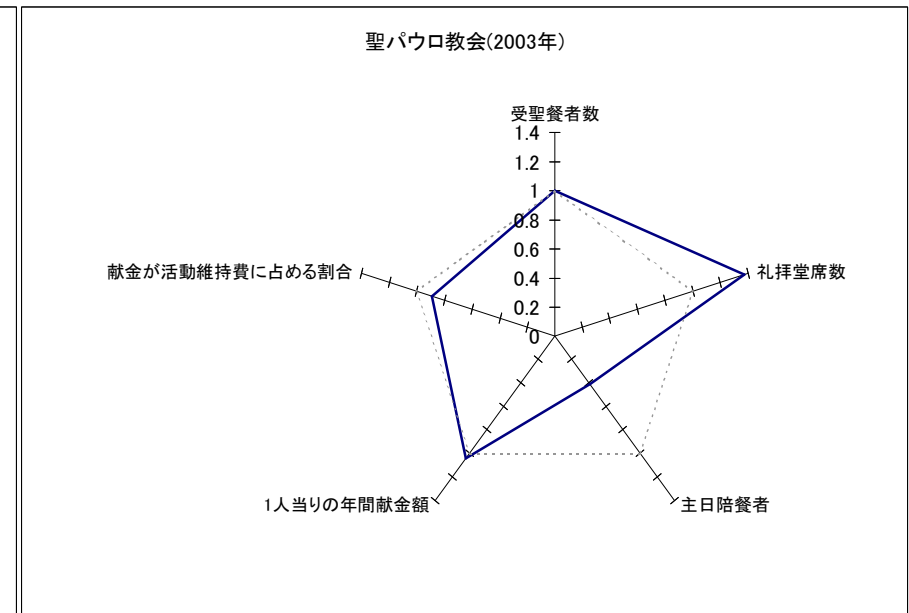 聖パウロ教会(2003年)
受聖餐者数
1.4
1.2
1
0.8
0.6
0.4
0.2
0
献金が活動維持費に占める割合
礼拝堂席数
1人当りの年間献金額
主日陪餐者